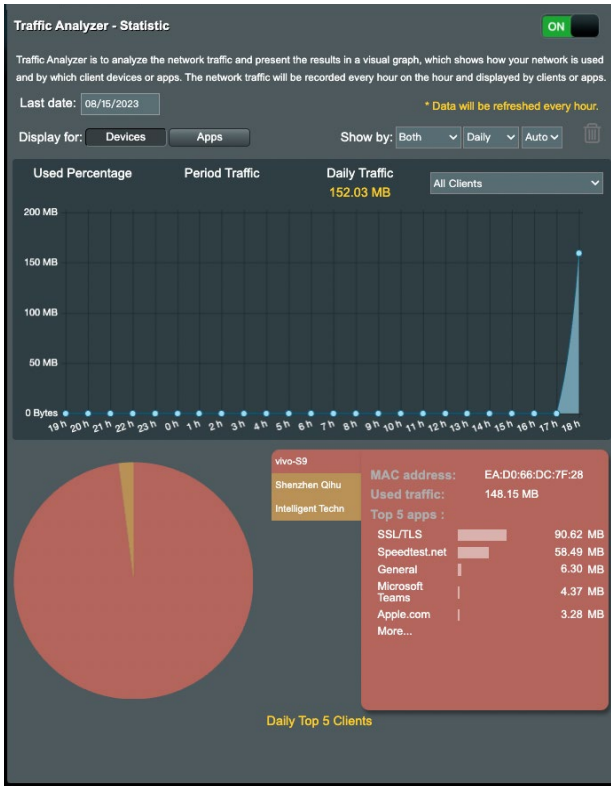 Traffic Analyzer - Statistic
ON
Traffic Analyzer is to analyze the network traffic and present the results in a visual graph, which shows how your network is used
and by which client devices or apps. The network traffic will be recorded every hour on the hour and displayed by clients or apps.
Last date: 08/15/2023
* Data will be refreshed every hour.
Display for: Devices Apps Show by: Both Daily Auto
Used Percentage Period Traffic Daily Traffic
152.03 MB
All Clients
200 MB
150 MB
100 MB
50 MB
0 Bytes
19 h 20 h 21 h 22 h 23 h 0 h 1 h 2 h 3 h 4 h 5 h 6 h 7 h 8 h 9 h 10 h 11 h 12 h 13 h 14 h 15 h 16 h 17 h 18 h
vivo-S9
Shenzhen Qihu
Intelligent Techn
MAC address: EA:D0:66:DC:7F:28
Used traffic: 148.15 MB
Top 5 apps :
SSL/TLS 90.62 MB
Speedtest.net 58.49 MB
General 6.30 MB
Microsoft
Teams 4.37 MB
Apple.com 3.28 MB
More...
Daily Top 5 Clients